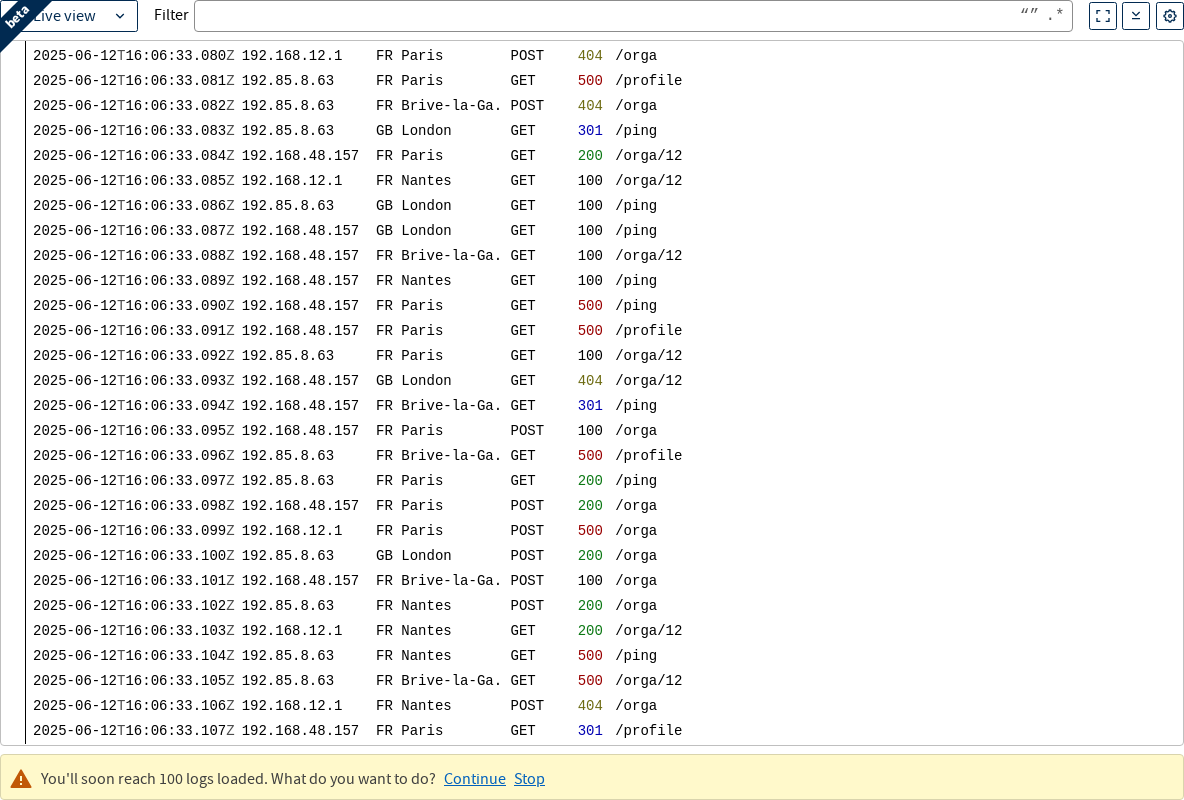 beta
Live view Filter “” .*
2025-06-12T16:06:33.080Z 192.168.12.1 FR Paris POST 404 /orga
2025-06-12T16:06:33.081Z 192.85.8.63 FR Paris GET 500 /profile
2025-06-12T16:06:33.082Z 192.85.8.63 FR Brive-la-Ga. POST 404 /orga
2025-06-12T16:06:33.083Z 192.85.8.63 GB London GET 301 /ping
2025-06-12T16:06:33.084Z 192.168.48.157 FR Paris GET 200 /orga/12
2025-06-12T16:06:33.085Z 192.168.12.1 FR Nantes GET 100 /orga/12
2025-06-12T16:06:33.086Z 192.85.8.63 GB London GET 100 /ping
2025-06-12T16:06:33.087Z 192.168.48.157 GB London GET 100 /ping
2025-06-12T16:06:33.088Z 192.168.48.157 FR Brive-la-Ga. GET 100 /orga/12
2025-06-12T16:06:33.089Z 192.168.48.157 FR Nantes GET 100 /ping
2025-06-12T16:06:33.090Z 192.168.48.157 FR Paris GET 500 /ping
2025-06-12T16:06:33.091Z 192.168.48.157 FR Paris GET 500 /profile
2025-06-12T16:06:33.092Z 192.85.8.63 FR Paris GET 100 /orga/12
2025-06-12T16:06:33.093Z 192.168.48.157 GB London GET 404 /orga/12
2025-06-12T16:06:33.094Z 192.168.48.157 FR Brive-la-Ga. GET 301 /ping
2025-06-12T16:06:33.095Z 192.168.48.157 FR Paris POST 100 /orga
2025-06-12T16:06:33.096Z 192.85.8.63 FR Brive-la-Ga. GET 500 /profile
2025-06-12T16:06:33.097Z 192.85.8.63 FR Paris GET 200 /ping
2025-06-12T16:06:33.098Z 192.168.48.157 FR Paris POST 200 /orga
2025-06-12T16:06:33.099Z 192.168.12.1 FR Paris POST 500 /orga
2025-06-12T16:06:33.100Z 192.85.8.63 GB London POST 200 /orga
2025-06-12T16:06:33.101Z 192.168.48.157 FR Brive-la-Ga. POST 100 /orga
2025-06-12T16:06:33.102Z 192.85.8.63 FR Nantes POST 200 /orga
2025-06-12T16:06:33.103Z 192.168.12.1 FR Nantes GET 200 /orga/12
2025-06-12T16:06:33.104Z 192.85.8.63 FR Nantes GET 500 /ping
2025-06-12T16:06:33.105Z 192.85.8.63 FR Brive-la-Ga. GET 500 /orga/12
2025-06-12T16:06:33.106Z 192.168.12.1 FR Nantes POST 404 /orga
2025-06-12T16:06:33.107Z 192.168.48.157 FR Paris GET 301 /profile
You'll soon reach 100 logs loaded. What do you want to do? Continue Stop